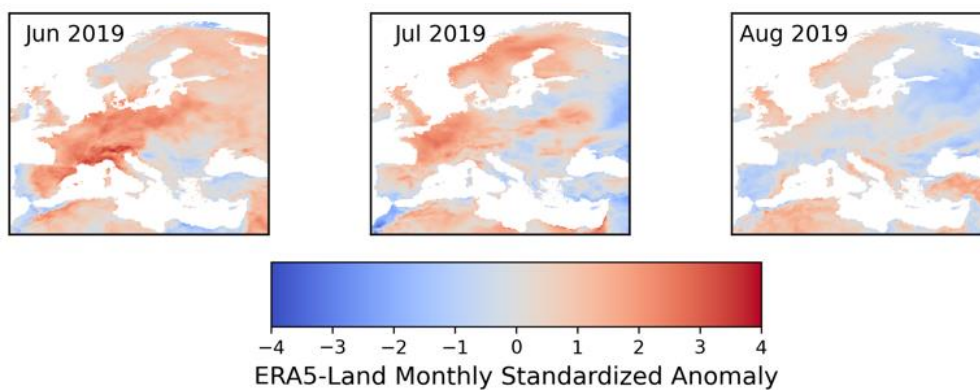 Jun 2019
Jul 2019
Aug 2019
−4 −3 −2 −1 0 1 2 3 4
ERA5-Land Monthly Standardized Anomaly